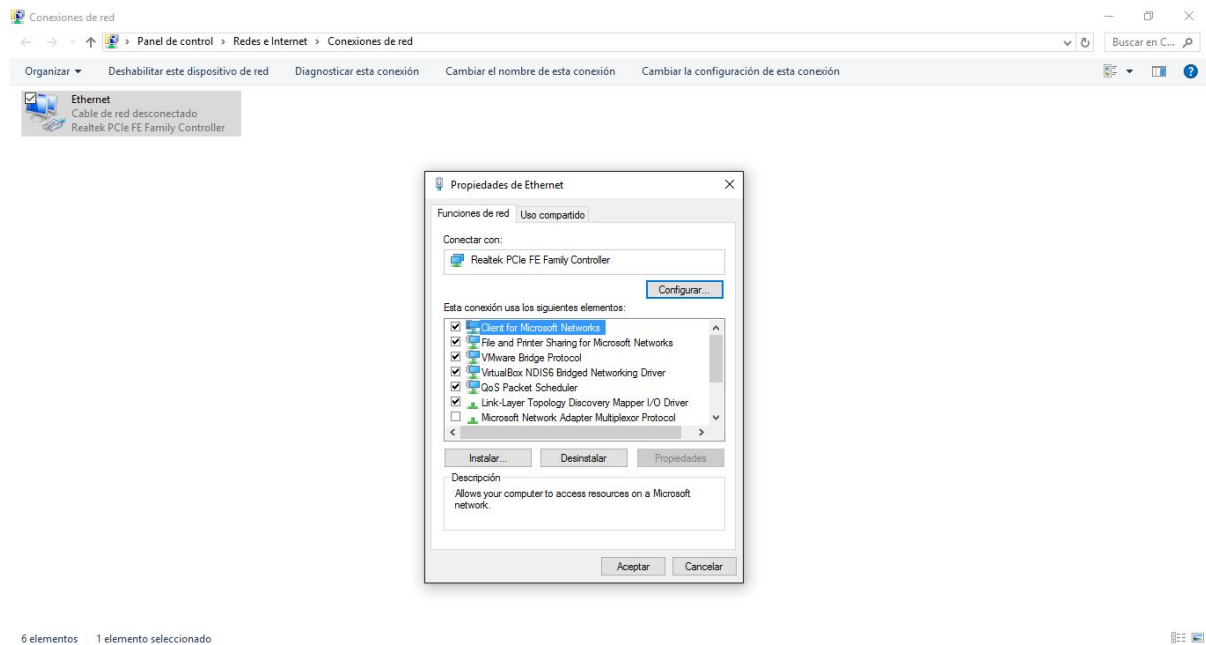 Conexiones de red
Panel de control › Redes e Internet › Conexiones de red
Buscar en C...
Organizar
Deshabilitar este dispositivo de red
Diagnosticar esta conexión
Cambiar el nombre de esta conexión
Cambiar la configuración de esta conexión
Ethernet
Cable de red desconectado
Realtek PCIe FE Family Controller
Propiedades de Ethernet
Funciones de red
Uso compartido
Conectar con:
Realtek PCIe FE Family Controller
Configurar...
Esta conexión usa los siguientes elementos:
Client for Microsoft Networks
File and Printer Sharing for Microsoft Networks
VMware Bridge Protocol
VirtualBox NDIS6 Bridged Networking Driver
QoS Packet Scheduler
Link-Layer Topology Discovery Mapper I/O Driver
Microsoft Network Adapter Multiplexor Protocol
Instalar...
Desinstalar
Propiedades
Descripción
Allows your computer to access resources on a Microsoft
network.
Aceptar
Cancelar
6 elementos
1 elemento seleccionado